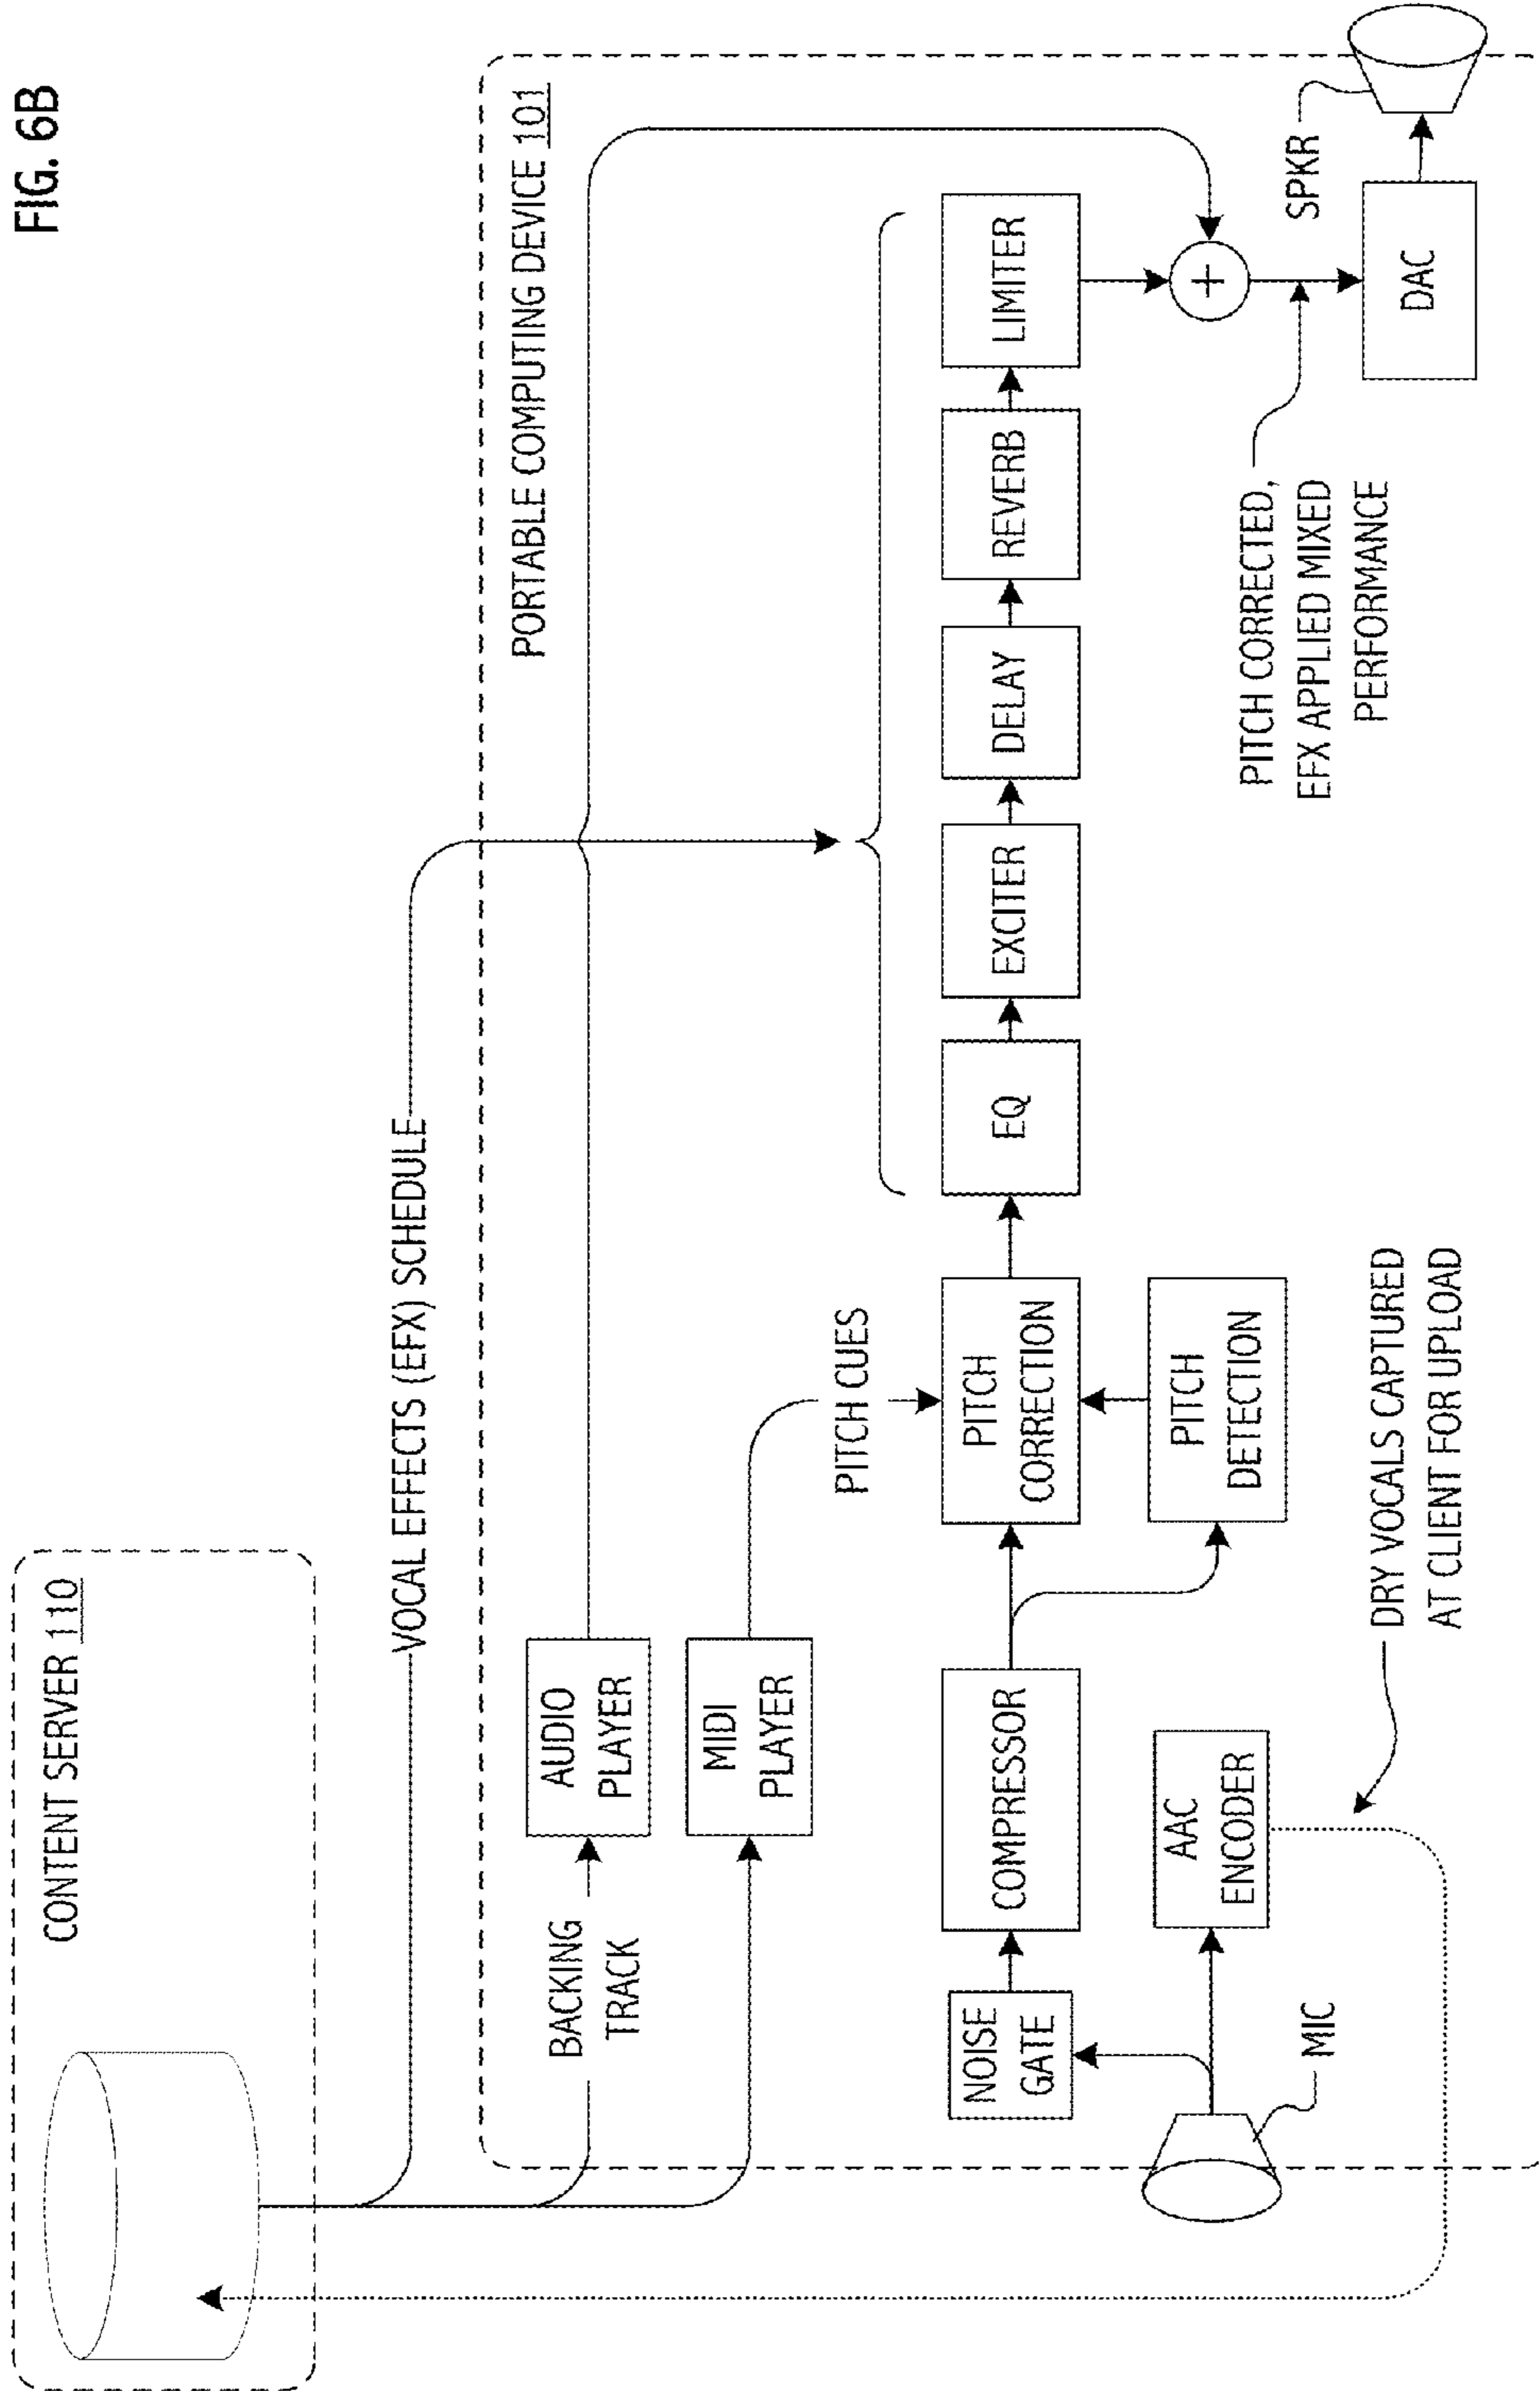 FIG. 6B
CONTENT SERVER 110
VOCAL EFFECTS (EFX) SCHEDULE
PORTABLE COMPUTING DEVICE 101
BACKING
TRACK
AUDIO
PLAYER
MIDI
PLAYER
PITCH CUES
NOISE
GATE
COMPRESSOR
PITCH
CORRECTION
EQ
EXCITER
DELAY
REVERB
LIMITER
+
AAC
ENCODER
PITCH
DETECTION
MIC
DRY VOCALS CAPTURED
AT CLIENT FOR UPLOAD
PITCH CORRECTED,
EFX APPLIED MIXED
PERFORMANCE
SPKR
DAC